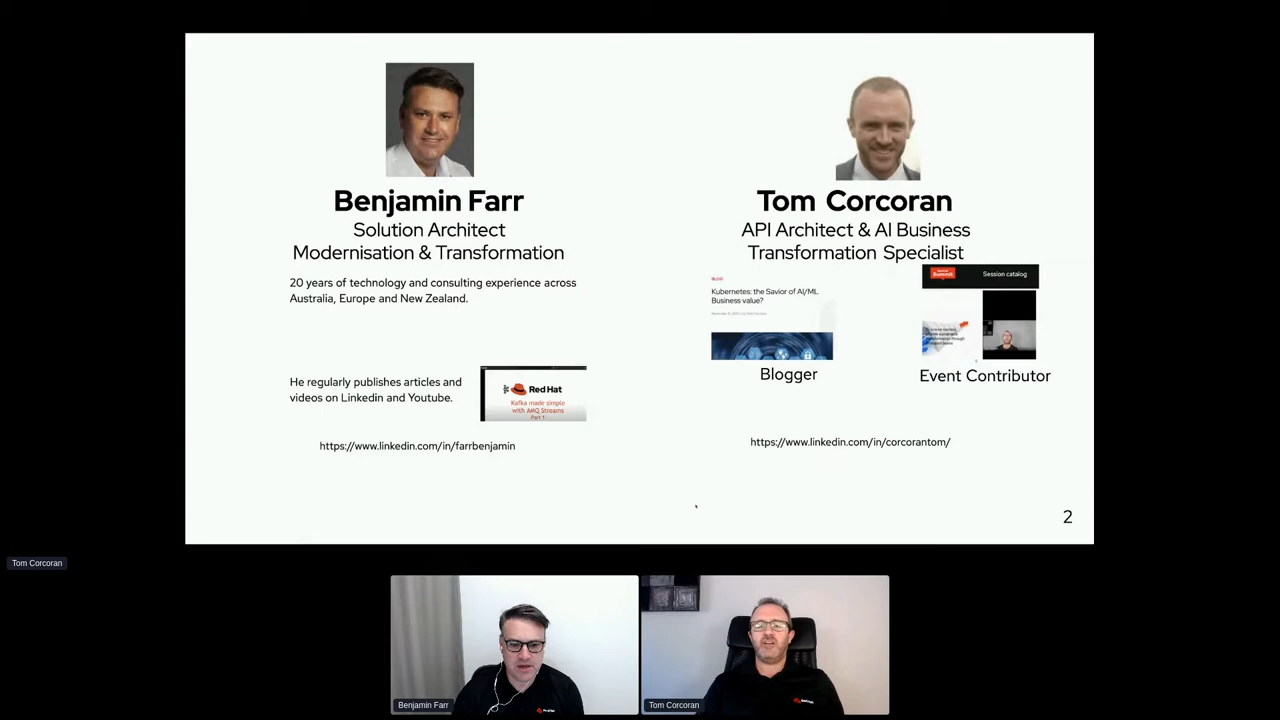 Benjamin Farr
Solution Architect
Modernisation & Transformation
20 years of technology and consulting experience across
Australia, Europe and New Zealand.
He regularly publishes articles and
videos on Linkedin and Youtube.
Red Hat
Kafka made simple
with AMQ Streams
Part 1
https://www.linkedin.com/in/farrbenjamin
Tom Corcoran
API Architect & AI Business
Transformation Specialist
BLOG
Kubernetes: the Savior of AI/ML
Business value?
Blogger
Summit
Session catalog
Event Contributor
https://www.linkedin.com/in/corcorantom/
2
Tom Corcoran
Benjamin Farr
Tom Corcoran